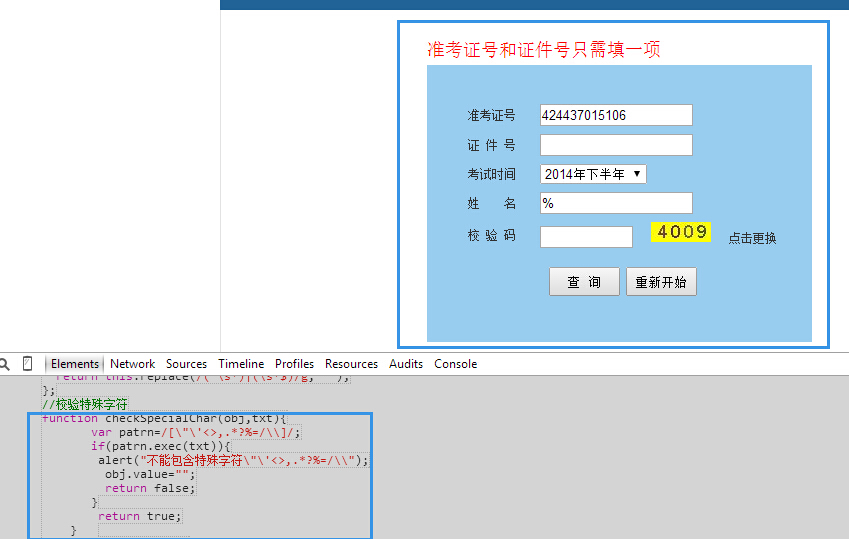 准考证号和证件号只需填一项
准考证号 424437015106
证 件 号
考试时间 2014年下半年 ▼
姓 名 %
校 验 码 4009 点击更换
查 询 重新开始
Elements Network Sources Timeline Profiles Resources Audits Console
return this.replace(/(^\s*)|(\s*$)/g, "");
};
//校验特殊字符
function checkSpecialChar(obj,txt){
var patrn=/[\"\'<>,.*?%=/\\]/;
if(patrn.exec(txt)){
alert("不能包含特殊字符\"\'<>,.*?%=/\\");
obj.value="";
return false;
}
return true;
}